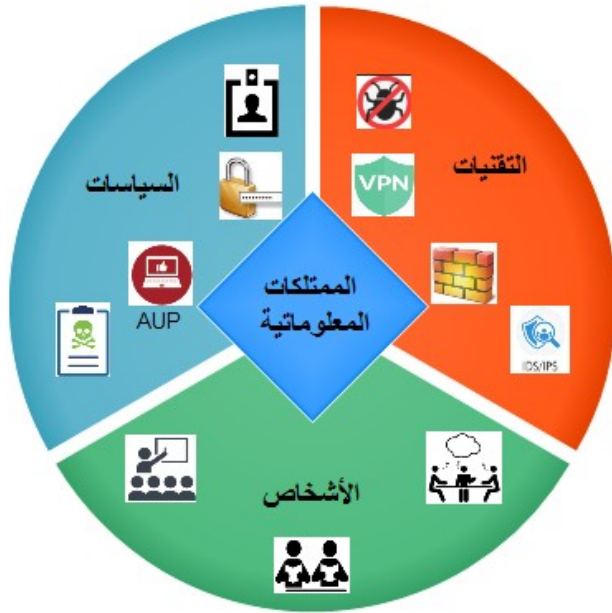 التقنيات
السياسات
VPN
الممتلكات
المعلوماتية
AUP
IDS/IPS
الأشخاص